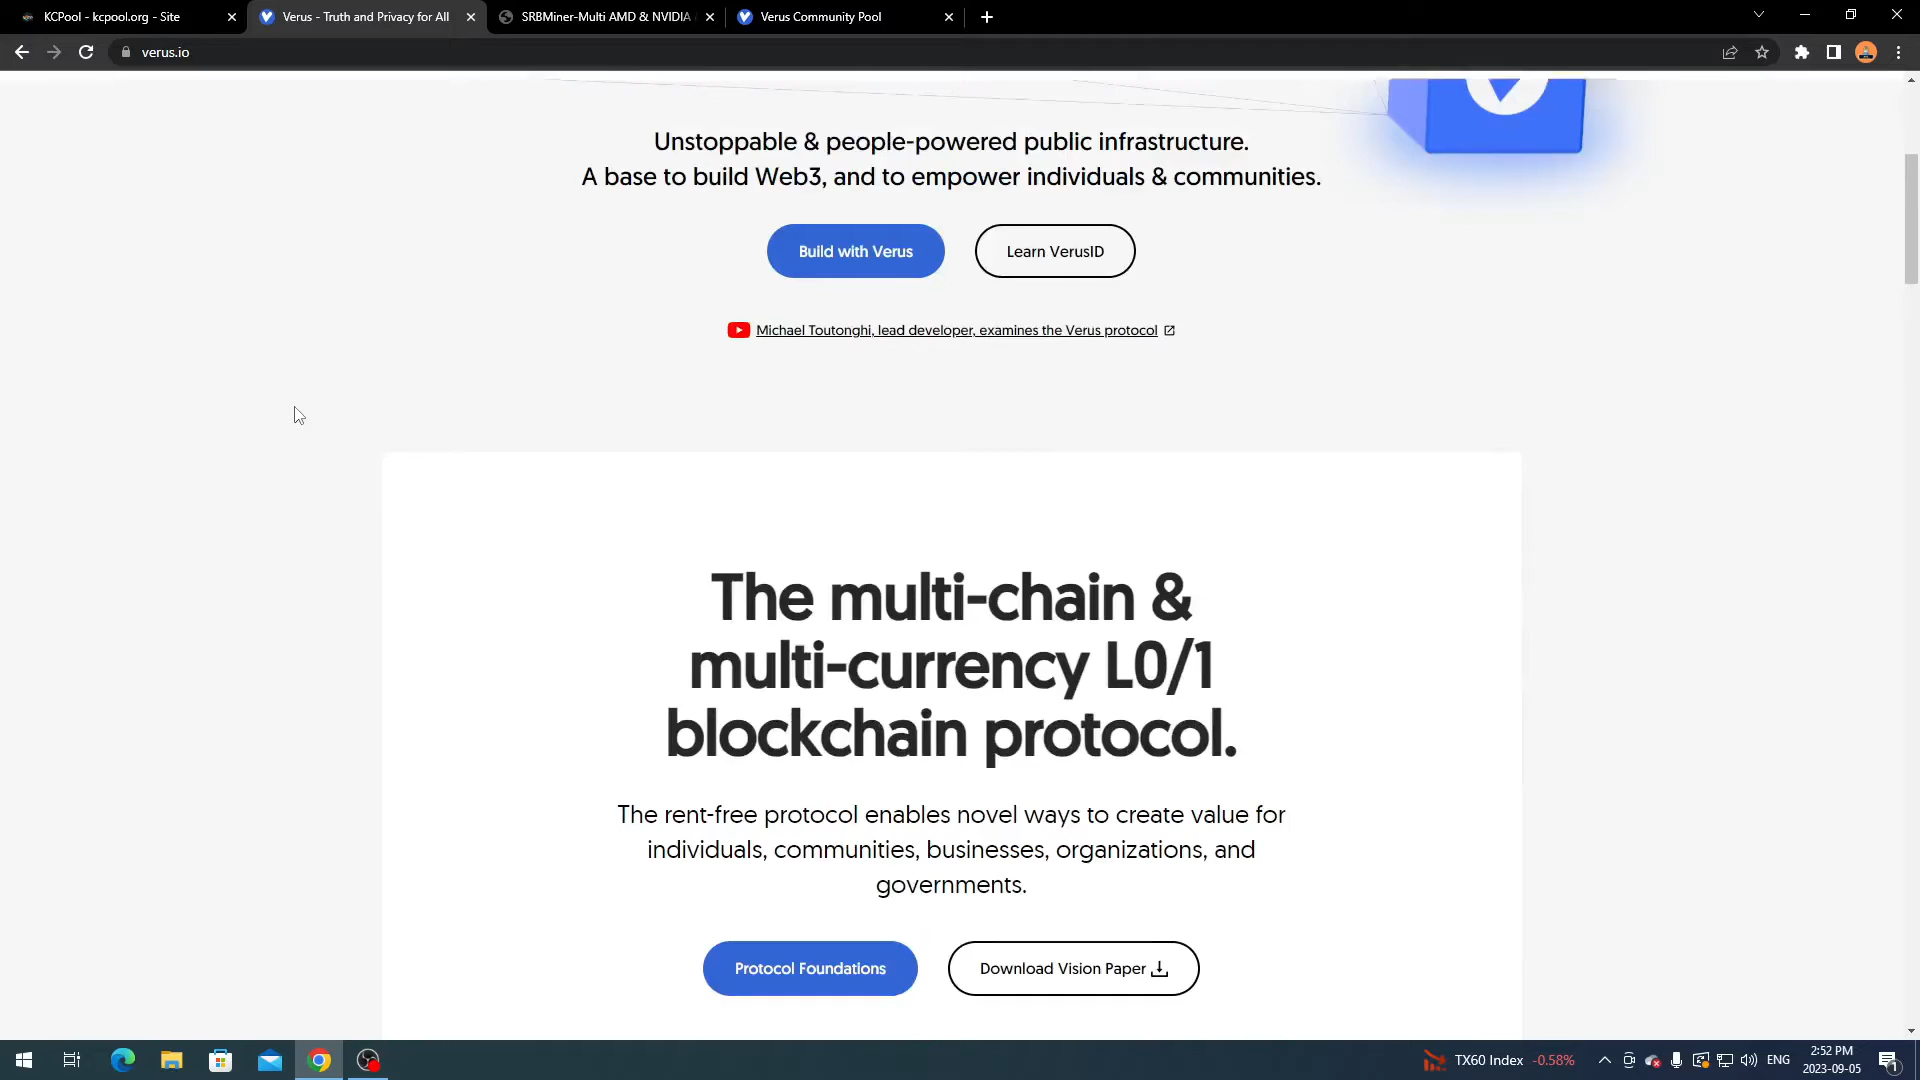 KCPool - kcpool.org - Site
Verus - Truth and Privacy for All
SRBMiner-Multi AMD & NVIDIA
Verus Community Pool
verus.io
Unstoppable & people-powered public infrastructure.
A base to build Web3, and to empower individuals & communities.
Build with Verus
Learn VerusID
Michael Toutonghi, lead developer, examines the Verus protocol
The multi-chain &
multi-currency L0/1
blockchain protocol.
The rent-free protocol enables novel ways to create value for
individuals, communities, businesses, organizations, and
governments.
Protocol Foundations
Download Vision Paper
TX60 Index -0.58%
ENG
2:52 PM
2023-09-05
1